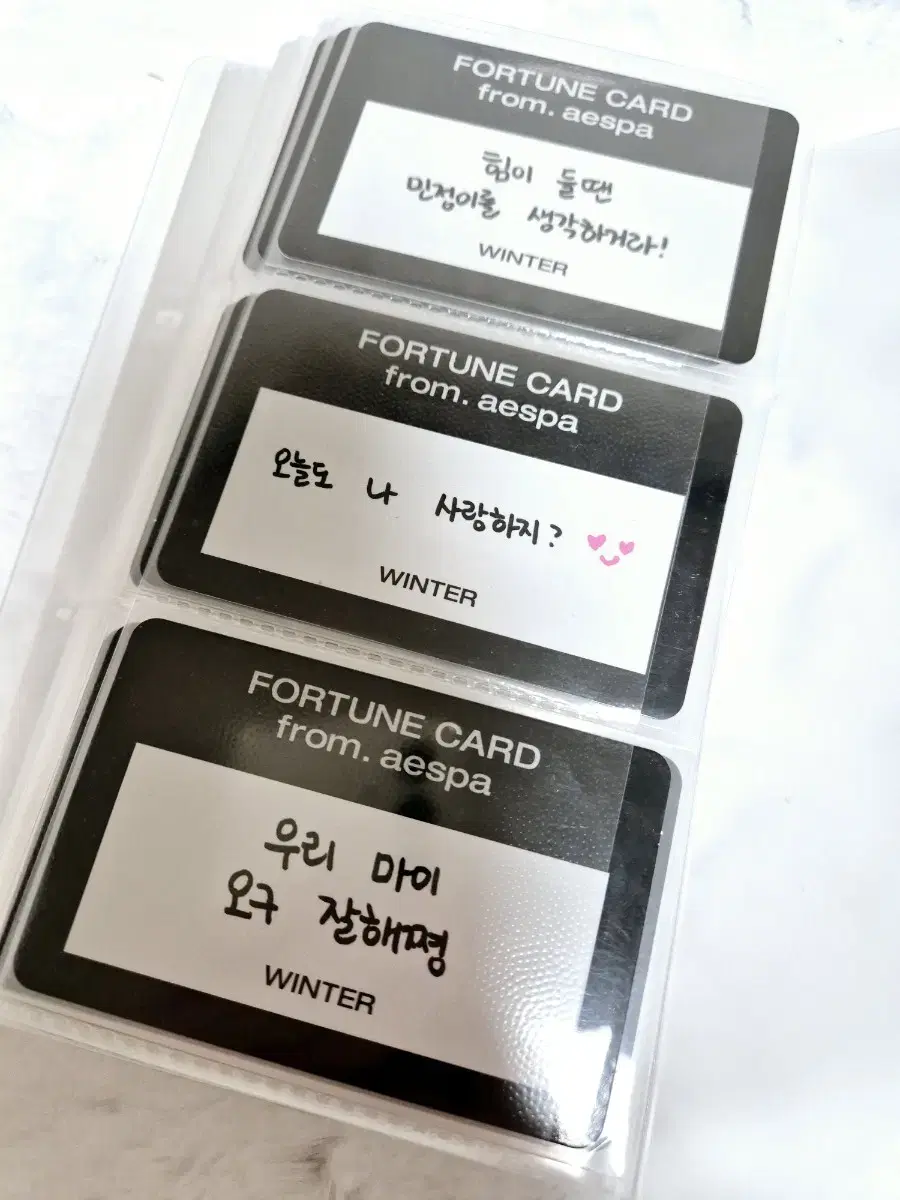 FORTUNE CARD
from. aespa
힘이 들땐
민정이를 생각하거라!
WINTER
FORTUNE CARD
from. aespa
오늘도 나 사랑하지?
WINTER
FORTUNE CARD
from. aespa
우리 마이
오구 잘해쪙
WINTER